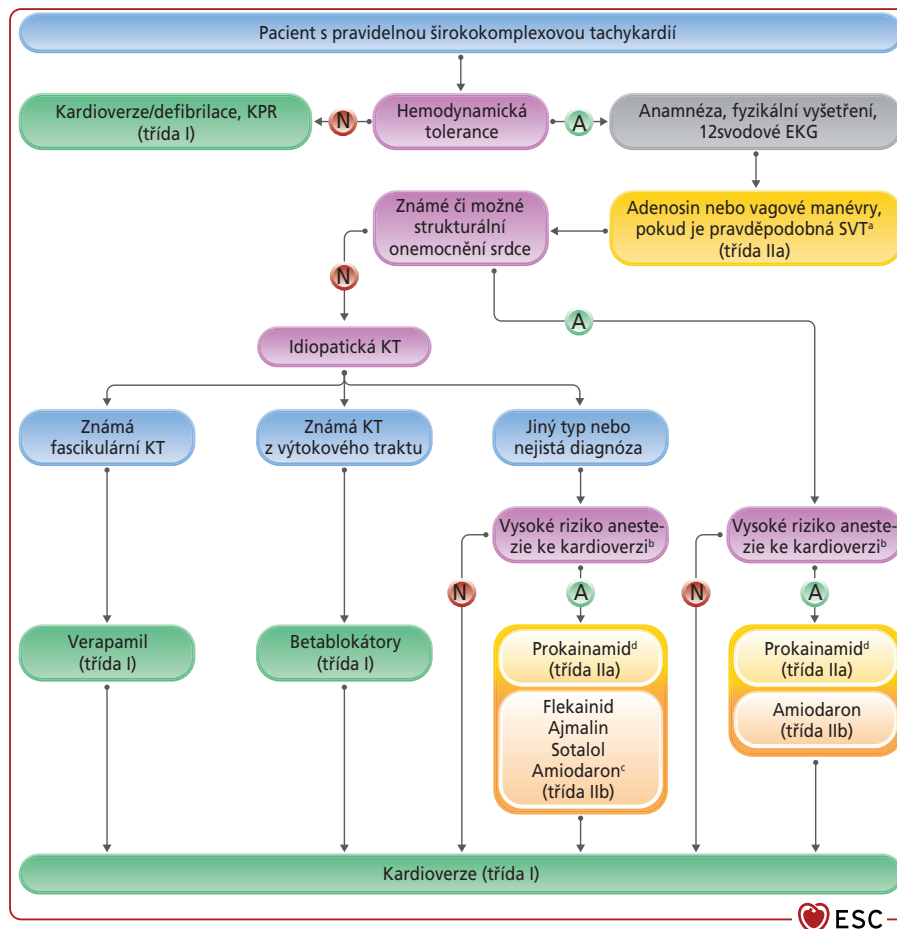 Pacient s pravidelnou širokokomplexovou tachykardií
Kardioverze/defibrilace, KPR
(třída I)
N
Hemodynamická
tolerance
A
Anamnéza, fyzikální vyšetření,
12svodové EKG
Známé či možné
strukturální
onemocnění srdce
Adenosin nebo vagové manévry,
pokud je pravděpodobná SVTᵃ
(třída IIa)
N
A
Idiopatická KT
Známá
fascikulární KT
Známá KT
z výtokového traktu
Jiný typ nebo
nejistá diagnóza
Vysoké riziko aneste-
zie ke kardioverziᵇ
Vysoké riziko aneste-
zie ke kardioverziᵇ
N
A
N
A
Verapamil
(třída I)
Betablokátory
(třída I)
Prokainamidᵈ
(třída IIa)
Flekainid
Ajmalin
Sotalol
Amiodaronᶜ
(třída IIb)
Prokainamidᵈ
(třída IIa)
Amiodaron
(třída IIb)
Kardioverze (třída I)
ESC